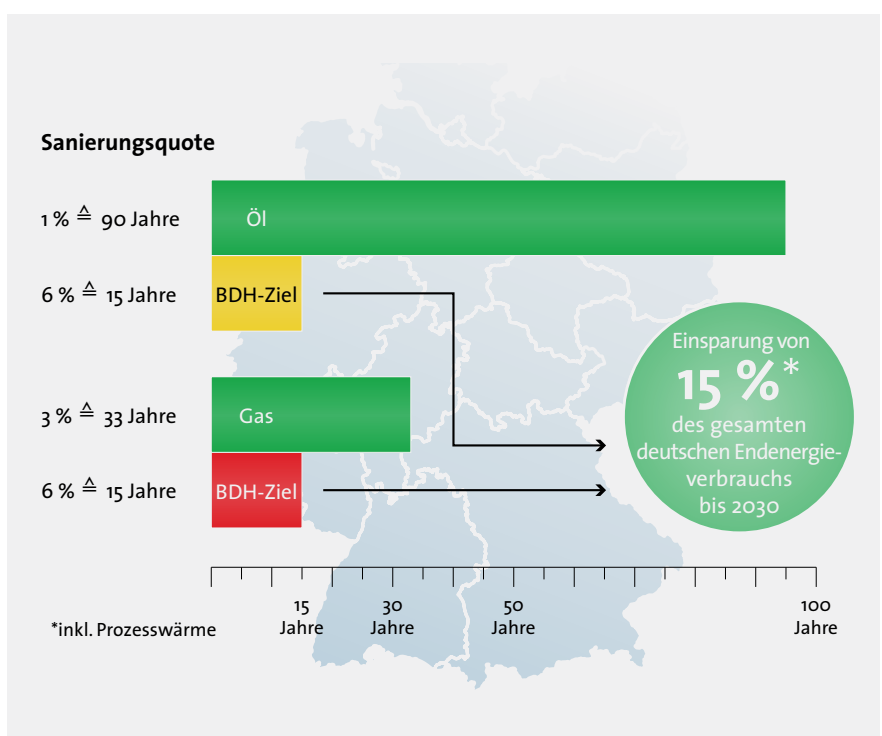 Sanierungsquote
1 % ≙ 90 Jahre
Öl
6 % ≙ 15 Jahre
BDH-Ziel
3 % ≙ 33 Jahre
Gas
6 % ≙ 15 Jahre
BDH-Ziel
Einsparung von
15 %*
des gesamten
deutschen Endenergie-
verbrauchs
bis 2030
15
Jahre
30
Jahre
50
Jahre
100
Jahre
*inkl. Prozesswärme